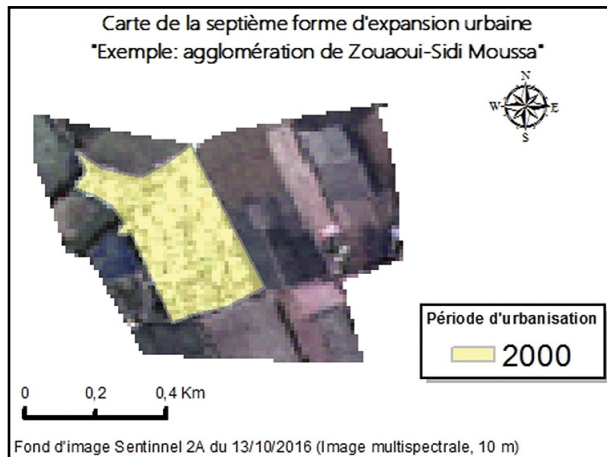 Carte de la septième forme d'expansion urbaine
"Exemple: agglomération de Zouaoui-Sidi Moussa"
N
W E
S
Période d'urbanisation
2000
0 0,2 0,4 Km
Fond d'image Sentinnel 2A du 13/10/2016 (Image multispectrale, 10 m)